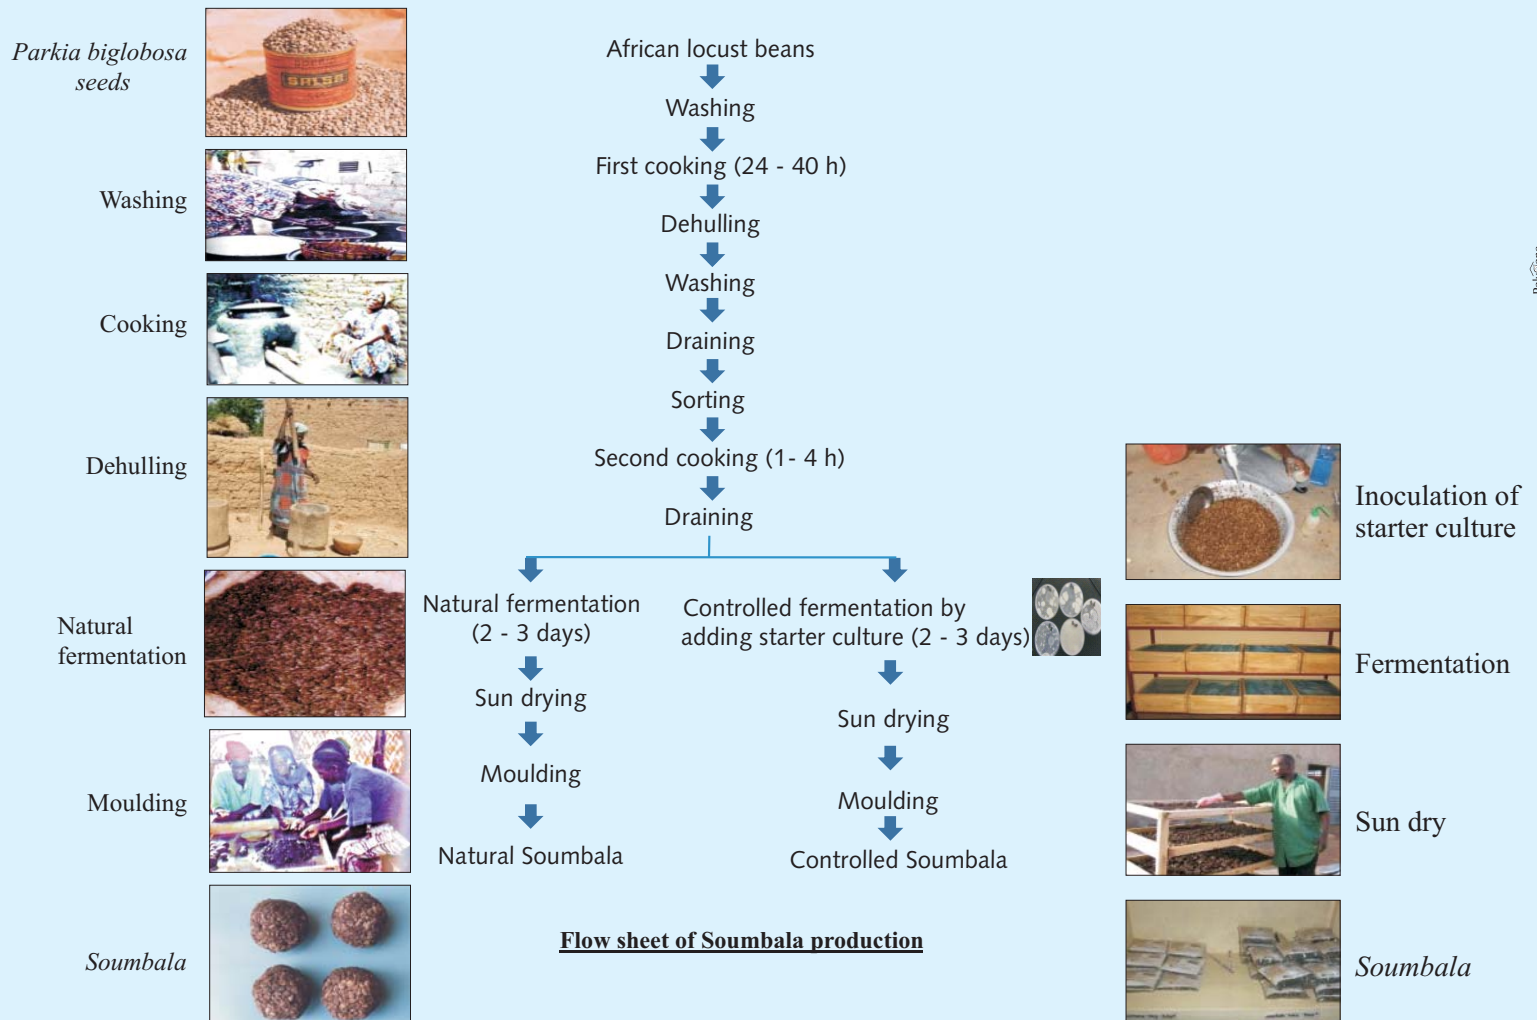 Parkia biglobosa
seeds
Washing
Cooking
Dehulling
Natural
fermentation
Moulding
Soumbala
SALSA
African locust beans
Washing
First cooking (24 - 40 h)
Dehulling
Washing
Draining
Sorting
Second cooking (1- 4 h)
Draining
Natural fermentation
(2 - 3 days)
Sun drying
Moulding
Natural Soumbala
Controlled fermentation by
adding starter culture (2 - 3 days)
Sun drying
Moulding
Controlled Soumbala
Flow sheet of Soumbala production
Inoculation of
starter culture
Fermentation
Sun dry
Soumbala